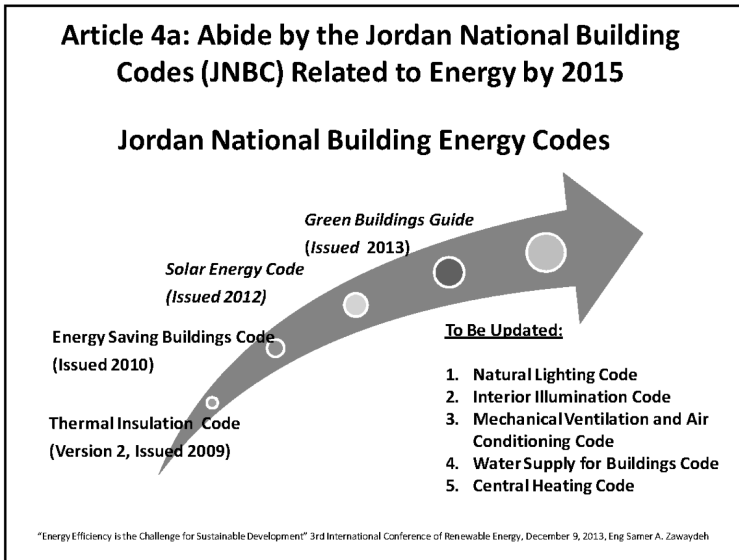 Article 4a: Abide by the Jordan National Building
Codes (JNBC) Related to Energy by 2015
Jordan National Building Energy Codes
Green Buildings Guide
(Issued 2013)
Solar Energy Code
(Issued 2012)
Energy Saving Buildings Code
(Issued 2010)
Thermal Insulation Code
(Version 2, Issued 2009)
To Be Updated:
1. Natural Lighting Code
2. Interior Illumination Code
3. Mechanical Ventilation and Air
Conditioning Code
4. Water Supply for Buildings Code
5. Central Heating Code
"Energy Efficiency is the Challenge for Sustainable Development" 3rd International Conference of Renewable Energy, December 9, 2013, Eng Samer A. Zawaydeh